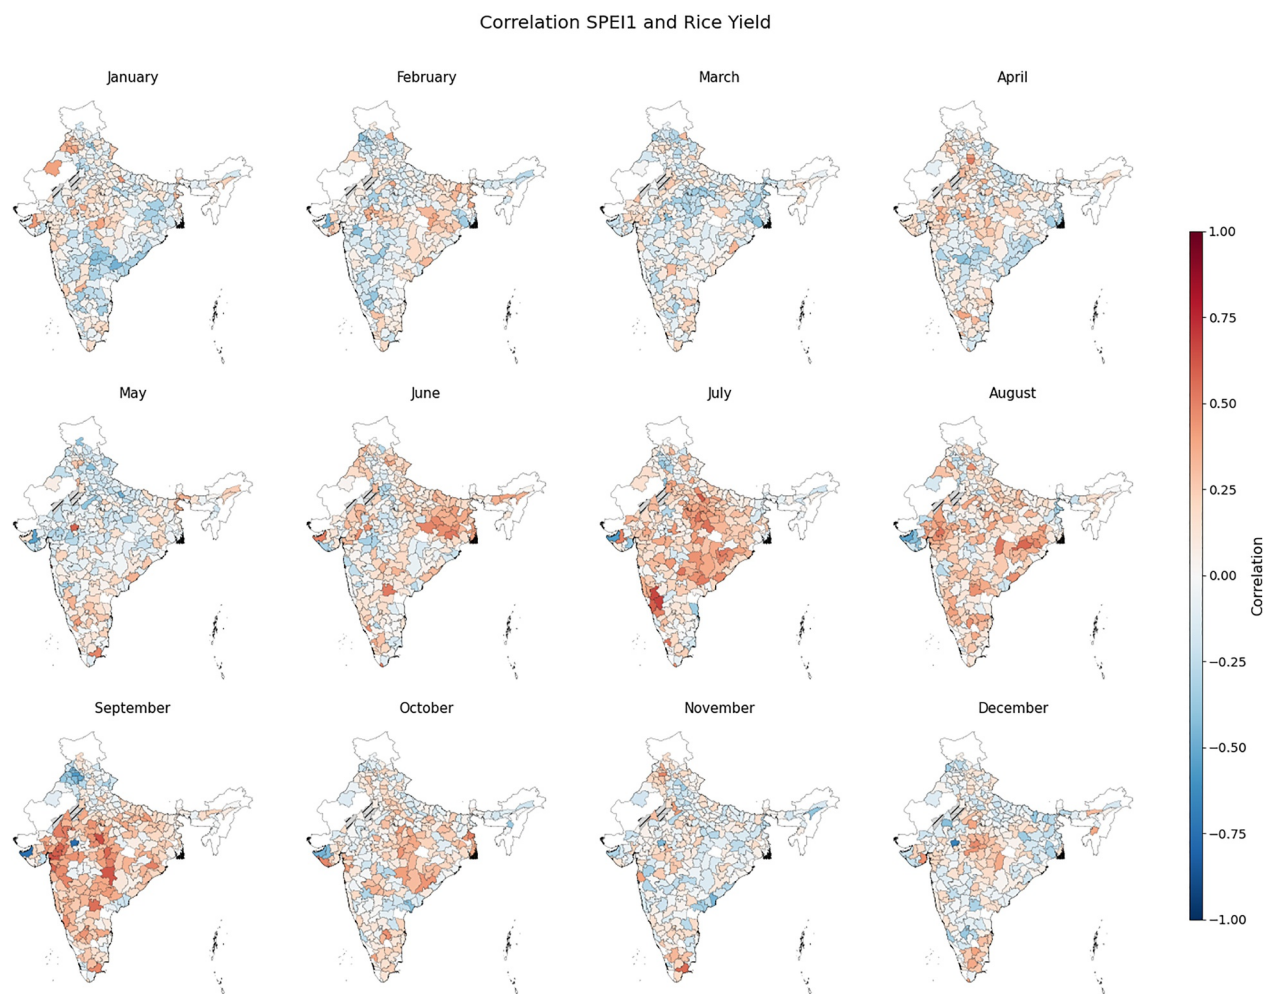 Correlation SPEI1 and Rice Yield
January
February
March
April
May
June
July
August
September
October
November
December
1.00
0.75
0.50
0.25
0.00
−0.25
−0.50
−0.75
−1.00
Correlation